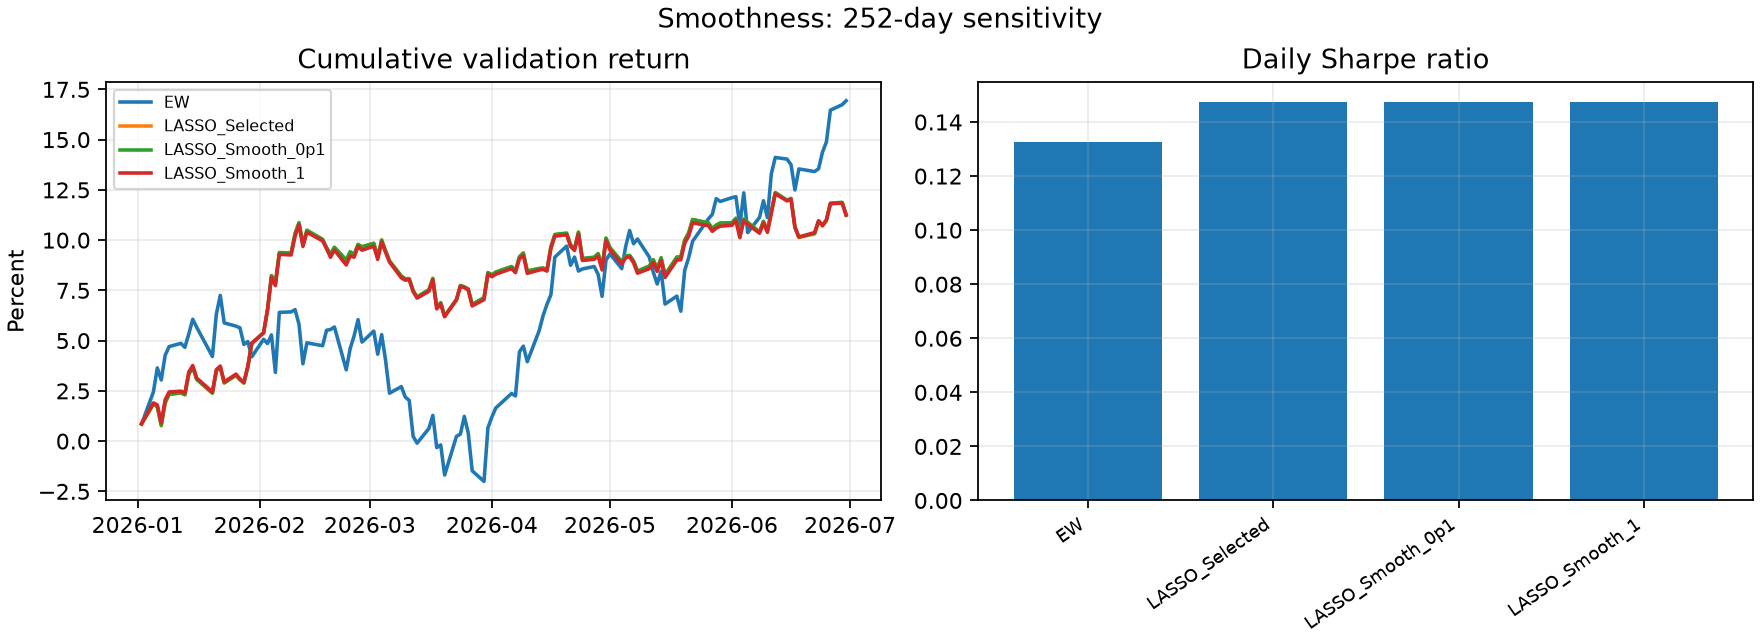 Smoothness: 252-day sensitivity
Cumulative validation return
Percent
17.5
15.0
12.5
10.0
7.5
5.0
2.5
0.0
−2.5
EW
LASSO_Selected
LASSO_Smooth_0p1
LASSO_Smooth_1
2026-01 2026-02 2026-03 2026-04 2026-05 2026-06 2026-07
Daily Sharpe ratio
0.14
0.12
0.10
0.08
0.06
0.04
0.02
0.00
EW
LASSO_Selected
LASSO_Smooth_0p1
LASSO_Smooth_1